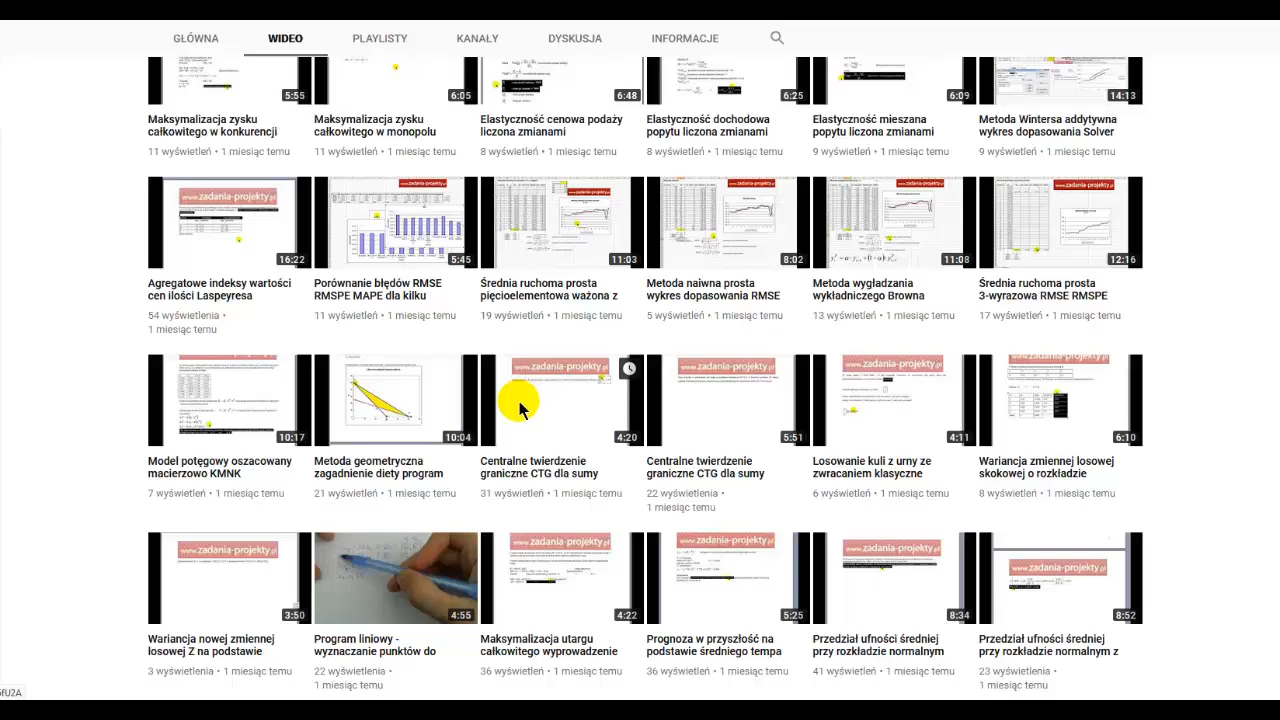 GŁÓWNA WIDEO PLAYLISTY KANAŁY DYSKUSJA INFORMACJE
5:55 6:05 6:48 6:25 6:09 14:13
Maksymalizacja zysku
całkowitego w konkurencji
11 wyświetleń • 1 miesiąc temu
Maksymalizacja zysku
całkowitego w monopolu
11 wyświetleń • 1 miesiąc temu
Elastyczność cenowa podaży
liczona zmianami
8 wyświetleń • 1 miesiąc temu
Elastyczność dochodowa
popytu liczona zmianami
8 wyświetleń • 1 miesiąc temu
Elastyczność mieszana
popytu liczona zmianami
9 wyświetleń • 1 miesiąc temu
Metoda Wintersa addytywna
wykres dopasowania Solver
9 wyświetleń • 1 miesiąc temu
www.zadania-projekty.pl
16:22 5:45 11:03 8:02 11:08 12:16
Agregatowe indeksy wartości
cen ilości Laspeyresa
54 wyświetlenia •
1 miesiąc temu
Porównanie błędów RMSE
RMSPE MAPE dla kilku
11 wyświetleń • 1 miesiąc temu
Średnia ruchoma prosta
pięcioelementowa ważona z
19 wyświetleń • 1 miesiąc temu
Metoda naiwna prosta
wykres dopasowania RMSE
5 wyświetleń • 1 miesiąc temu
Metoda wygładzania
wykładniczego Browna
13 wyświetleń • 1 miesiąc temu
Średnia ruchoma prosta
3-wyrazowa RMSE RMSPE
17 wyświetleń • 1 miesiąc temu
www.zadania-projekty.pl www.zadania-projekty.pl
10:17 10:04 4:20 5:51 4:11 6:10
Model potęgowy oszacowany
macierzowo KMNK
7 wyświetleń • 1 miesiąc temu
Metoda geometryczna
zagadnienie diety program
21 wyświetleń • 1 miesiąc temu
Centralne twierdzenie
graniczne CTG dla sumy
31 wyświetleń • 1 miesiąc temu
Centralne twierdzenie
graniczne CTG dla sumy
22 wyświetlenia •
1 miesiąc temu
Losowanie kuli z urny ze
zwracaniem klasyczne
6 wyświetleń • 1 miesiąc temu
Wariancja zmiennej losowej
skokowej o rozkładzie
8 wyświetleń • 1 miesiąc temu
www.zadania-projekty.pl www.zadania-projekty.pl www.zadania-projekty.pl www.zadania-projekty.pl www.zadania-projekty.pl
3:50 4:55 4:22 5:25 8:34 8:52
Wariancja nowej zmiennej
losowej Z na podstawie
3 wyświetlenia • 1 miesiąc temu
Program liniowy -
wyznaczanie punktów do
22 wyświetlenia •
1 miesiąc temu
Maksymalizacja utargu
całkowitego wyprowadzenie
36 wyświetleń • 1 miesiąc temu
Prognoza w przyszłość na
podstawie średniego tempa
36 wyświetleń • 1 miesiąc temu
Przedział ufności średniej
przy rozkładzie normalnym
41 wyświetleń • 1 miesiąc temu
Przedział ufności średniej
przy rozkładzie normalnym z
23 wyświetlenia •
1 miesiąc temu